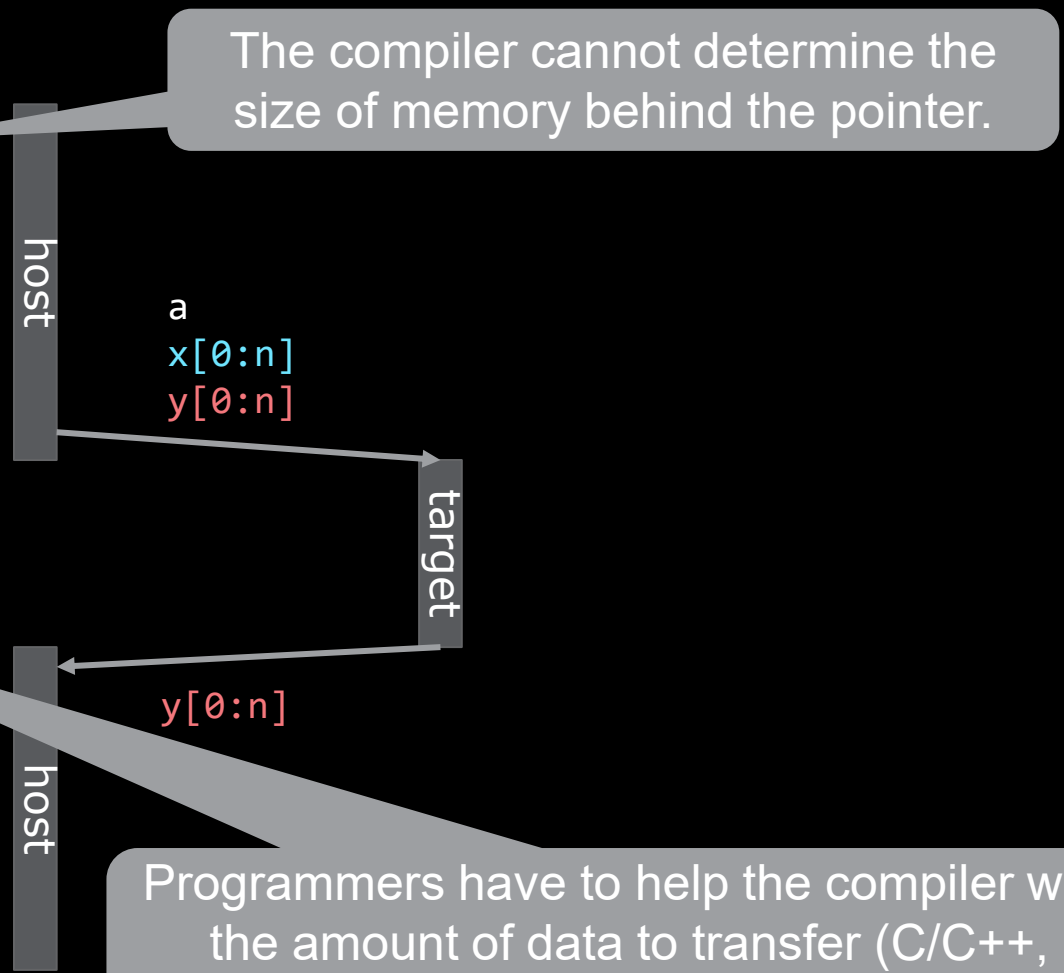 The compiler cannot determine the
size of memory behind the pointer.
host
a
x[0:n]
y[0:n]
target
y[0:n]
host
Programmers have to help the compiler w
the amount of data to transfer (C/C++,